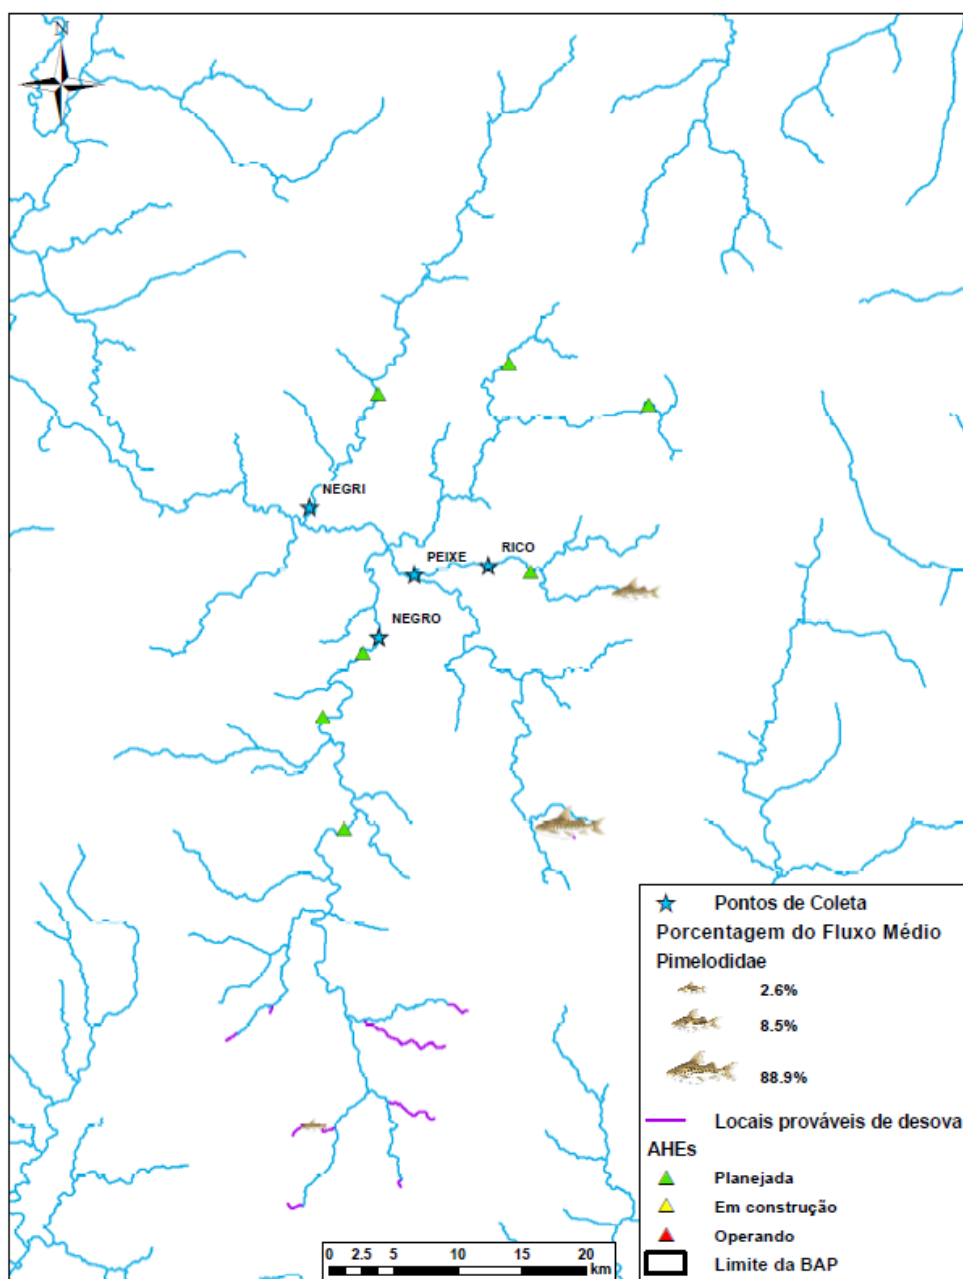 N
NEGRI
PEIXE
RICO
NEGRO
Pontos de Coleta
Porcentagem do Fluxo Médio
Pimelodidae
2.6%
8.5%
88.9%
Locais prováveis de desova
AHEs
Planejada
Em construção
Operando
Limite da BAP
0 2.5 5 10 15 20
km